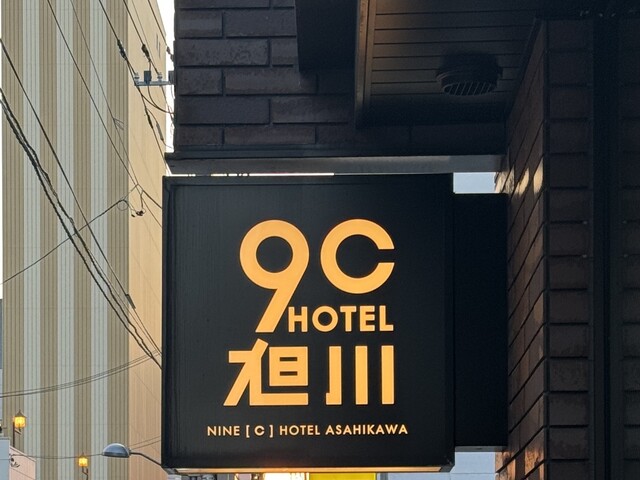 9C
HOTEL
旭川
NINE [ C ] HOTEL ASAHIKAWA